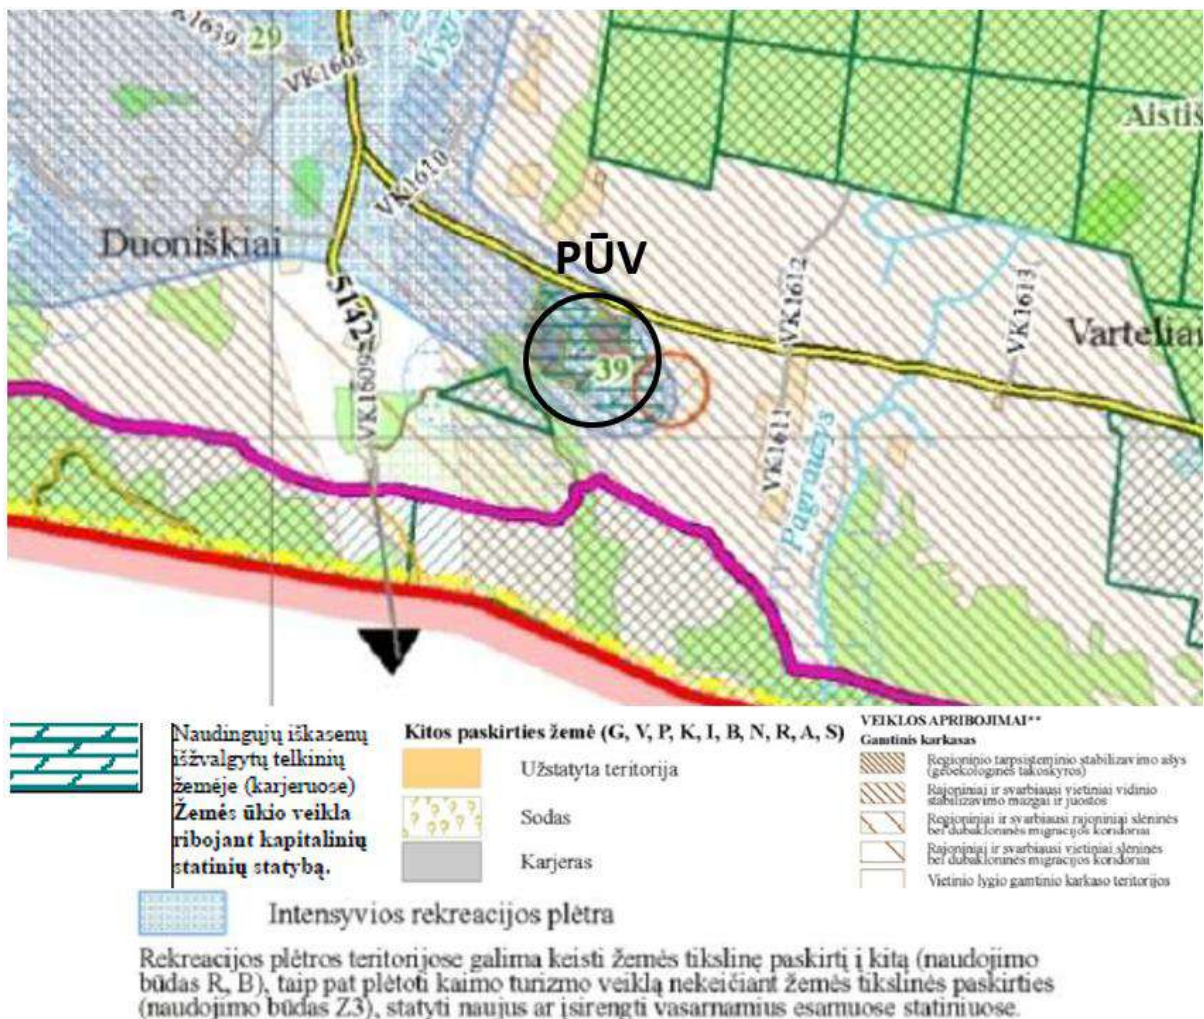 VK1639
29
VK1608
Vyg
VK1610
Aistis
Duoniškiai
PŪV
5142
VK1612
VK1613
Varteliai
39
VK1609
VK1611
Pagraužys
Naudingųjų iškasenų
išžvalgytų telkinių
žemėje (karjeruose)
Žemės ūkio veikla
ribojant kapitalinių
statinių statybą.
Kitos paskirties žemė (G, V, P, K, I, B, N, R, A, S)
Užstatyta teritorija
Sodas
Karjeras
VEIKLOS APRIBOJIMAI**
Gamtinis karkasas
Regioninio tarpsisteminio stabilizavimo ašys
(geoekologinės takoskyros)
Rajoniniai ir svarbiausi vietiniai vidinio
stabilizavimo mazgai ir juostos
Regioniniai ir svarbiausi rajoniniai slėninės
bei dubakloninės migracijos koridoriai
Rajoniniai ir svarbiausi vietiniai slėninės
bei dubakloninės migracijos koridoriai
Vietinio lygio gamtinio karkaso teritorijos
Intensyvios rekreacijos plėtra
Rekreacijos plėtros teritorijose galima keisti žemės tikslinę paskirtį į kitą (naudojimo
būdas R, B), taip pat plėtoti kaimo turizmo veiklą nekeičiant žemės tikslinės paskirties
(naudojimo būdas Z3), statyti naujus ar įsirengti vasarnamius esamuose statiniuose.